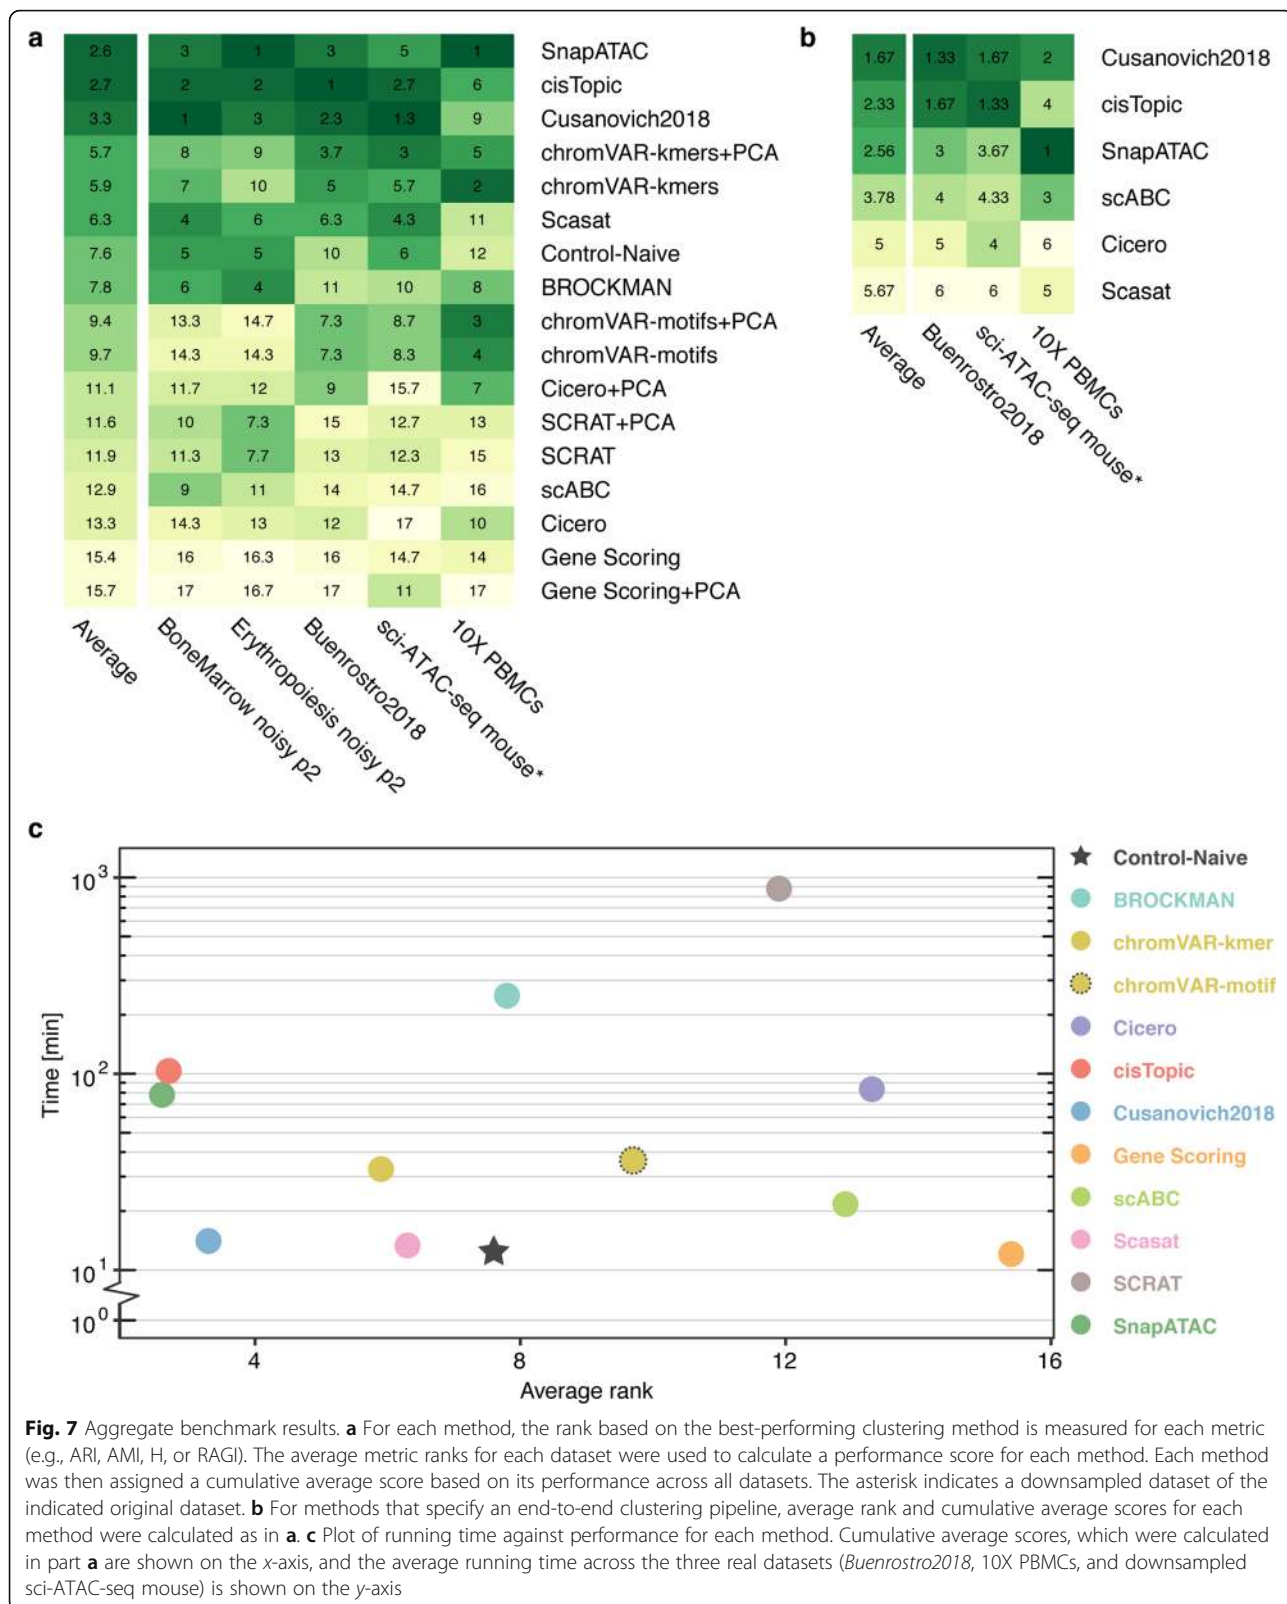 a
2.6 3 1 3 5 1 SnapATAC
2.7 2 2 1 2.7 6 cisTopic
3.3 1 3 2.3 1.3 9 Cusanovich2018
5.7 8 9 3.7 3 5 chromVAR-kmers+PCA
5.9 7 10 5 5.7 2 chromVAR-kmers
6.3 4 6 6.3 4.3 11 Scasat
7.6 5 5 10 6 12 Control-Naive
7.8 6 4 11 10 8 BROCKMAN
9.4 13.3 14.7 7.3 8.7 3 chromVAR-motifs+PCA
9.7 14.3 14.3 7.3 8.3 4 chromVAR-motifs
11.1 11.7 12 9 15.7 7 Cicero+PCA
11.6 10 7.3 15 12.7 13 SCRAT+PCA
11.9 11.3 7.7 13 12.3 15 SCRAT
12.9 9 11 14 14.7 16 scABC
13.3 14.3 13 12 17 10 Cicero
15.4 16 16.3 16 14.7 14 Gene Scoring
15.7 17 16.7 17 11 17 Gene Scoring+PCA
Average
BoneMarrow noisy p2
Erythropoiesis noisy p2
Buenrostro2018
sci-ATAC-seq mouse*
10X PBMCs
b
1.67 1.33 1.67 2 Cusanovich2018
2.33 1.67 1.33 4 cisTopic
2.56 3 3.67 1 SnapATAC
3.78 4 4.33 3 scABC
5 5 4 6 Cicero
5.67 6 6 5 Scasat
Average
Buenrostro2018
sci-ATAC-seq mouse*
10X PBMCs
c
Time [min]
10³
10²
10¹
10⁰
4 8 12 16
Average rank
Control-Naive
BROCKMAN
chromVAR-kmer
chromVAR-motif
Cicero
cisTopic
Cusanovich2018
Gene Scoring
scABC
Scasat
SCRAT
SnapATAC
Fig. 7 Aggregate benchmark results. a For each method, the rank based on the best-performing clustering method is measured for each metric
(e.g., ARI, AMI, H, or RAGI). The average metric ranks for each dataset were used to calculate a performance score for each method. Each method
was then assigned a cumulative average score based on its performance across all datasets. The asterisk indicates a downsampled dataset of the
indicated original dataset. b For methods that specify an end-to-end clustering pipeline, average rank and cumulative average scores for each
method were calculated as in a. c Plot of running time against performance for each method. Cumulative average scores, which were calculated
in part a are shown on the x-axis, and the average running time across the three real datasets (Buenrostro2018, 10X PBMCs, and downsampled
sci-ATAC-seq mouse) is shown on the y-axis